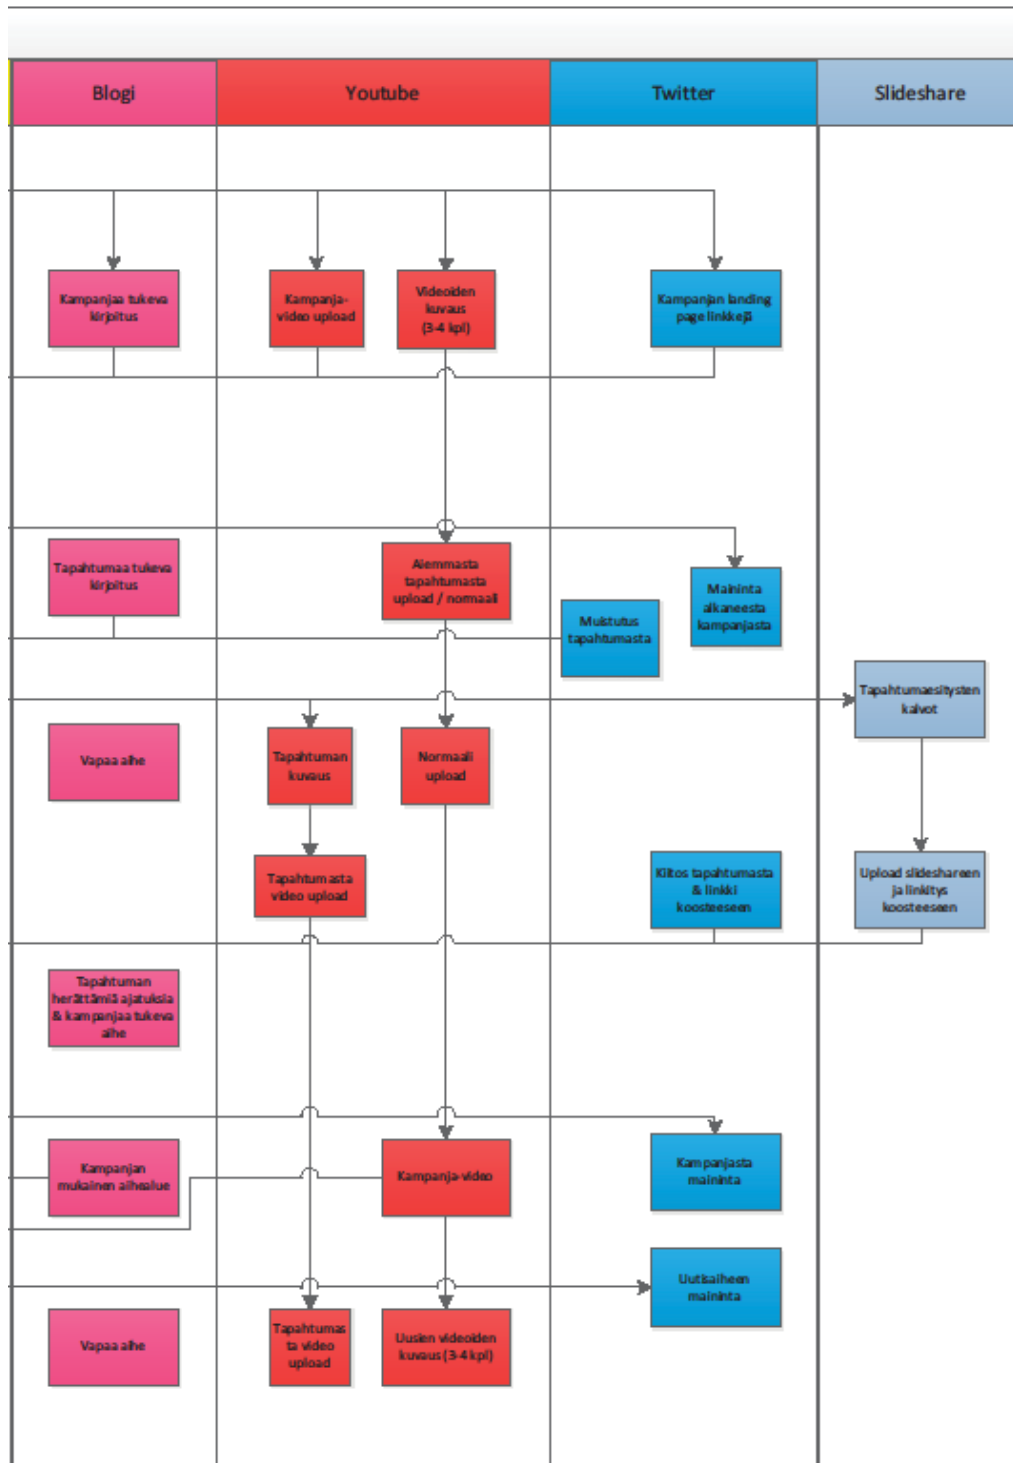 Blogi
Youtube
Twitter
Slideshare
Kampanjaa tukeva
kirjoitus
Kampanja-
video upload
Videoiden
kuvaus
(3-4 kpl)
Kampanjan landing
page linkkejä
Tapahtumaa tukeva
kirjoitus
Aiemmasta
tapahtumasta
upload / normaali
Muistutus
tapahtumasta
Maininta
alkaneesta
kampanjasta
Tapahtumaesitysten
kalvot
Vapaa aihe
Tapahtuman
kuvaus
Normaali
upload
Tapahtumasta
video upload
Kiitos tapahtumasta
& linkki
koosteeseen
Upload slideshareen
ja linkitys
koosteeseen
Tapahtuman
herättämiä ajatuksia
& kampanjaa tukeva
aihe
Kampanjan
mukainen aihealue
Kampanja-video
Kampanjasta
maininta
Uutisaiheen
maininta
Vapaa aihe
Tapahtumas
ta video
upload
Uusien videoiden
kuvaus (3-4 kpl)